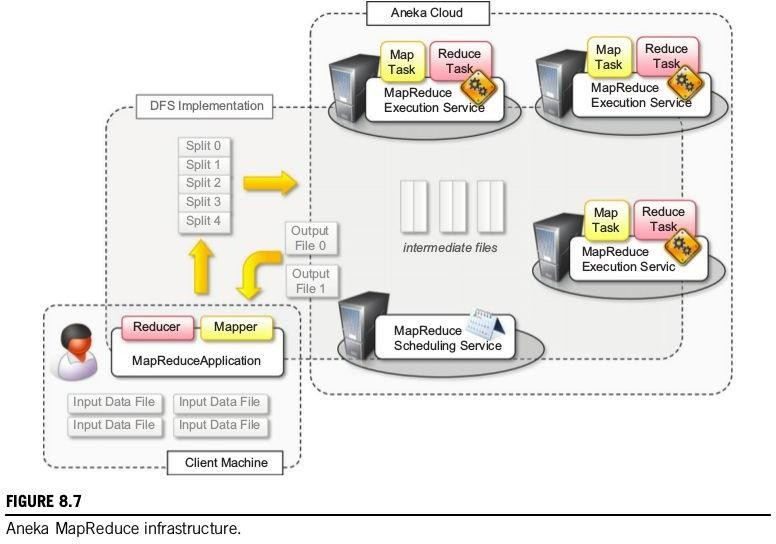 Aneka Cloud
Map
Task
Reduce
Task
MapReduce
Execution Service
Map
Task
Reduce
Task
MapReduce
Execution Service
DFS Implementation
Split 0
Split 1
Split 2
Split 3
Split 4
Output
File 0
Output
File 1
intermediate files
Map
Task
Reduce
Task
MapReduce
Execution Servic
MapReduce
Scheduling Service
Reducer
Mapper
MapReduceApplication
Input Data File
Input Data File
Input Data File
Input Data File
Client Machine
FIGURE 8.7
Aneka MapReduce infrastructure.